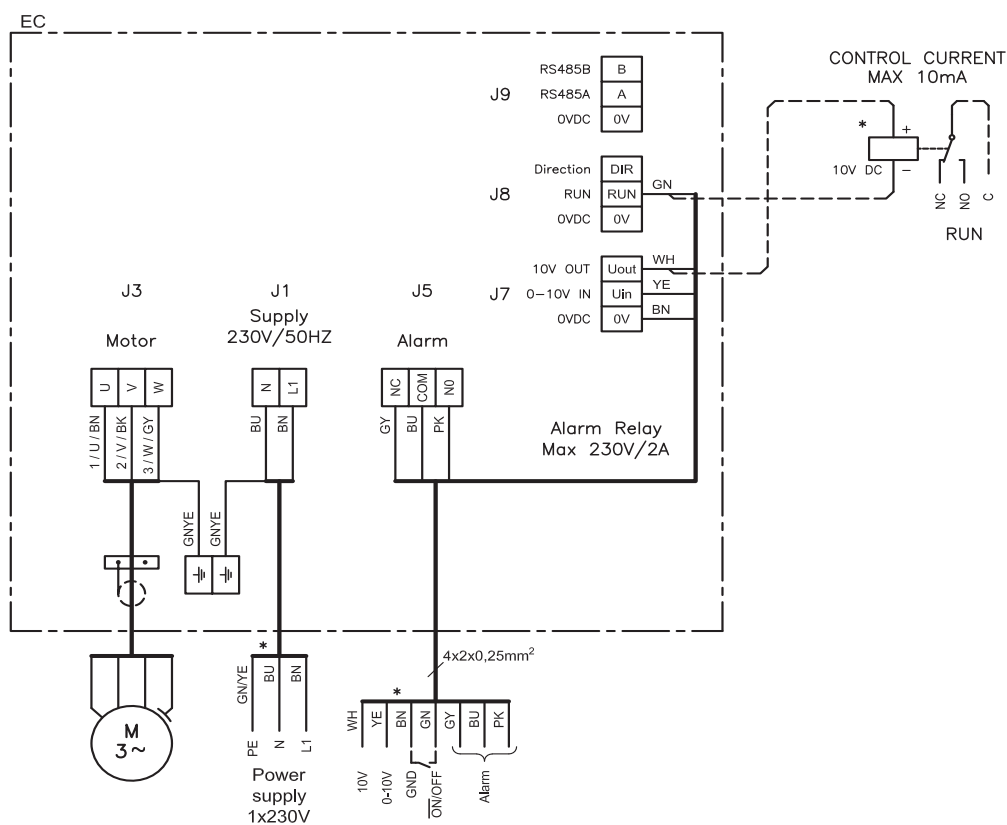 EC
CONTROL CURRENT
MAX 10mA
J9
RS485B B
RS485A A
0VDC 0V
*
+
10V DC
−
NC
NO
C
RUN
J8
Direction DIR
RUN RUN GN
0VDC 0V
J7
10V OUT Uout WH
0–10V IN Uin YE
0VDC 0V BN
J3
Motor
U V W
1 / U / BN
2 / V / BK
3 / W / GY
GNYE
GNYE
J1
Supply
230V/50HZ
N L1
BU
BN
J5
Alarm
NC COM NO
GY
BU
PK
Alarm Relay
Max 230V/2A
M
3~
*
GN/YE
BU
BN
PE
N
L1
Power
supply
1x230V
4x2x0,25mm²
*
WH
YE
BN
GN
GY
BU
PK
10V
0-10V
GND
ON/OFF
Alarm